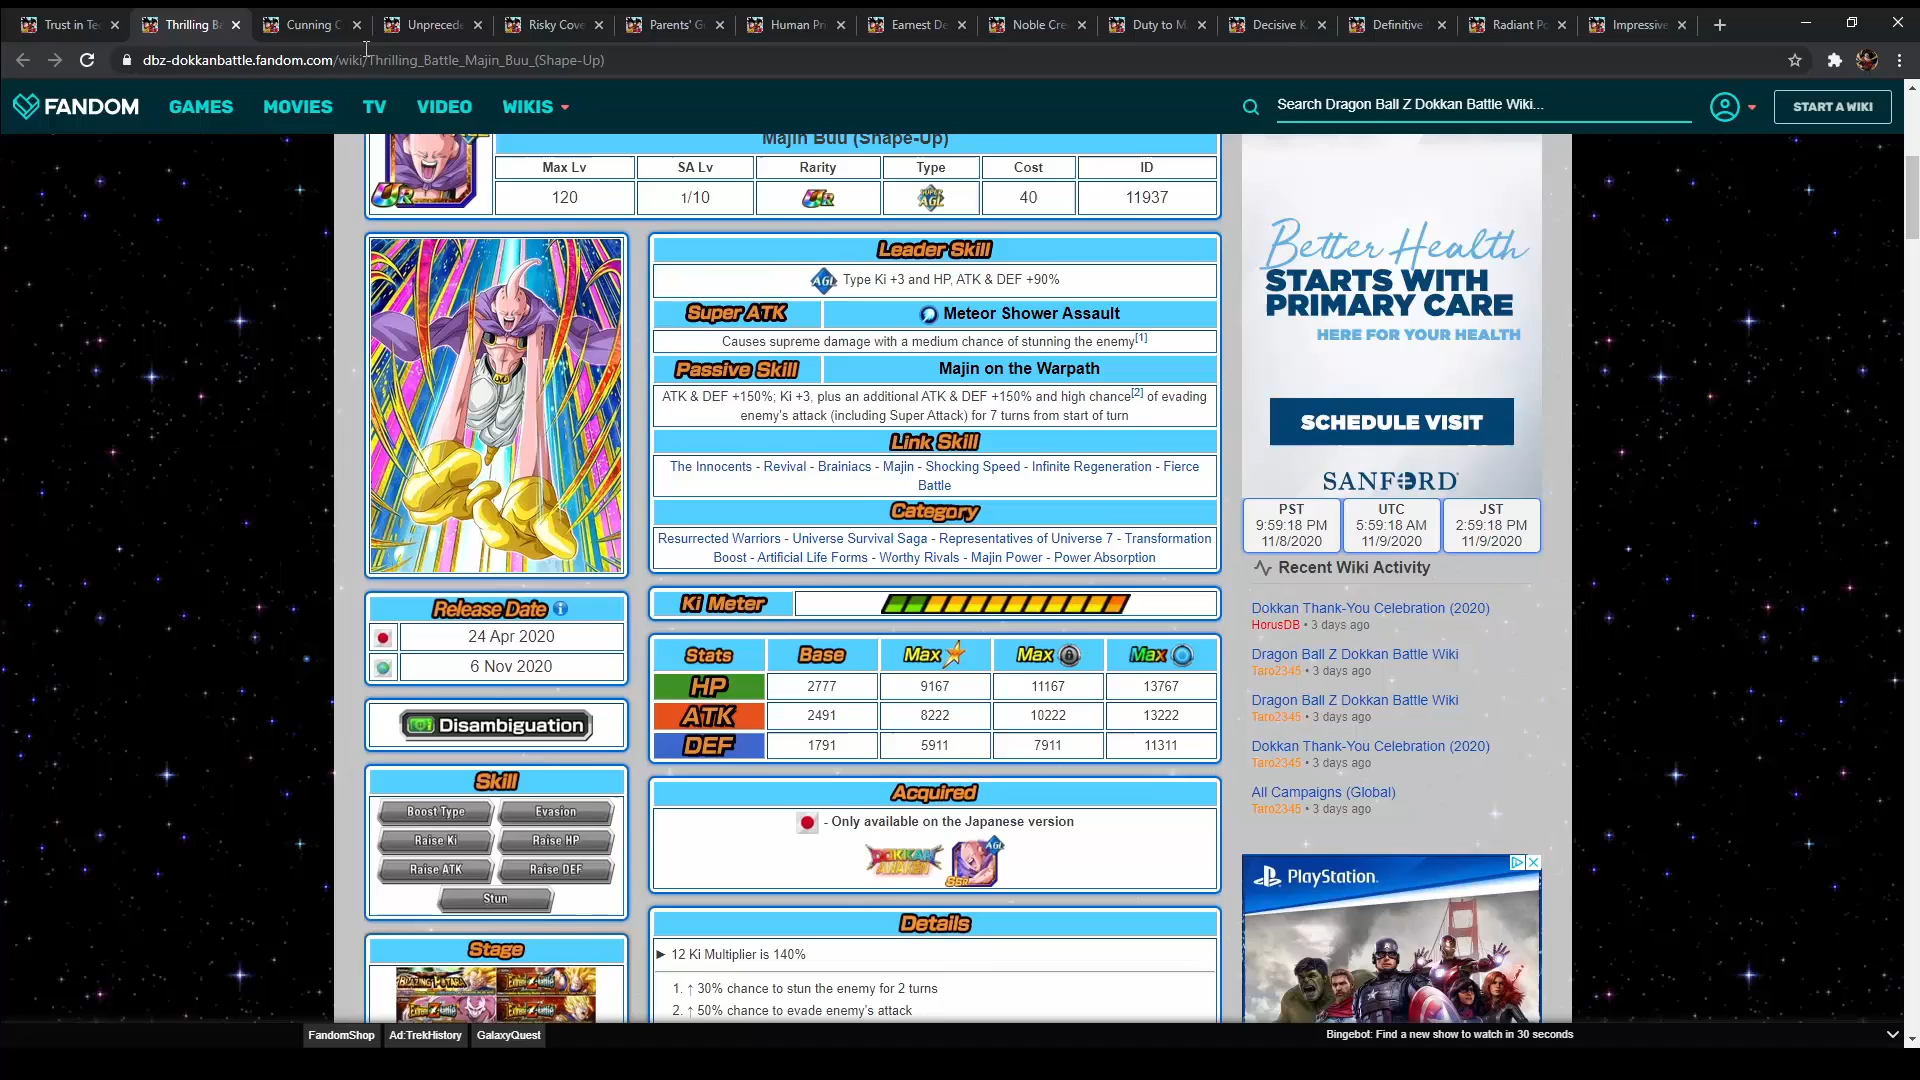 Trust in Te
Thrilling Ba
Cunning C
Unpreced
Risky Cove
Parents' G
Human Pr
Earnest De
Noble Cre
Duty to M
Decisive K
Definitive
Radiant Po
Impressive
dbz-dokkanbattle.fandom.com/wiki/Thrilling_Battle_Majin_Buu_(Shape-Up)
FANDOM GAMES MOVIES TV VIDEO WIKIS Search Dragon Ball Z Dokkan Battle Wiki... START A WIKI
Majin Buu (Shape-Up)
Max Lv SA Lv Rarity Type Cost ID
120 1/10 UR SUPER AGL 40 11937
Leader Skill
AGL Type Ki +3 and HP, ATK & DEF +90%
Super ATK Meteor Shower Assault
Causes supreme damage with a medium chance of stunning the enemy[1]
Passive Skill Majin on the Warpath
ATK & DEF +150%; Ki +3, plus an additional ATK & DEF +150% and high chance[2] of evading
enemy's attack (including Super Attack) for 7 turns from start of turn
Link Skill
The Innocents - Revival - Brainiacs - Majin - Shocking Speed - Infinite Regeneration - Fierce
Battle
Category
Resurrected Warriors - Universe Survival Saga - Representatives of Universe 7 - Transformation
Boost - Artificial Life Forms - Worthy Rivals - Majin Power - Power Absorption
Ki Meter
Release Date
24 Apr 2020
6 Nov 2020
Disambiguation
Skill
Boost Type Evasion
Raise Ki Raise HP
Raise ATK Raise DEF
Stun
Stage
Stats Base Max Max Max
HP 2777 9167 11167 13767
ATK 2491 8222 10222 13222
DEF 1791 5911 7911 11311
Acquired
- Only available on the Japanese version
DOKKAN AWAKEN AGL SSR
Details
► 12 Ki Multiplier is 140%
1. ↑ 30% chance to stun the enemy for 2 turns
2. ↑ 50% chance to evade enemy's attack
Better Health
STARTS WITH
PRIMARY CARE
HERE FOR YOUR HEALTH
SCHEDULE VISIT
SANFORD
PST UTC JST
9:59:18 PM 5:59:18 AM 2:59:18 PM
11/8/2020 11/9/2020 11/9/2020
Recent Wiki Activity
Dokkan Thank-You Celebration (2020)
HorusDB • 3 days ago
Dragon Ball Z Dokkan Battle Wiki
Taro2345 • 3 days ago
Dragon Ball Z Dokkan Battle Wiki
Taro2345 • 3 days ago
Dokkan Thank-You Celebration (2020)
Taro2345 • 3 days ago
All Campaigns (Global)
Taro2345 • 3 days ago
PlayStation.
FandomShop Ad:TrekHistory GalaxyQuest
Bingebot: Find a new show to watch in 30 seconds